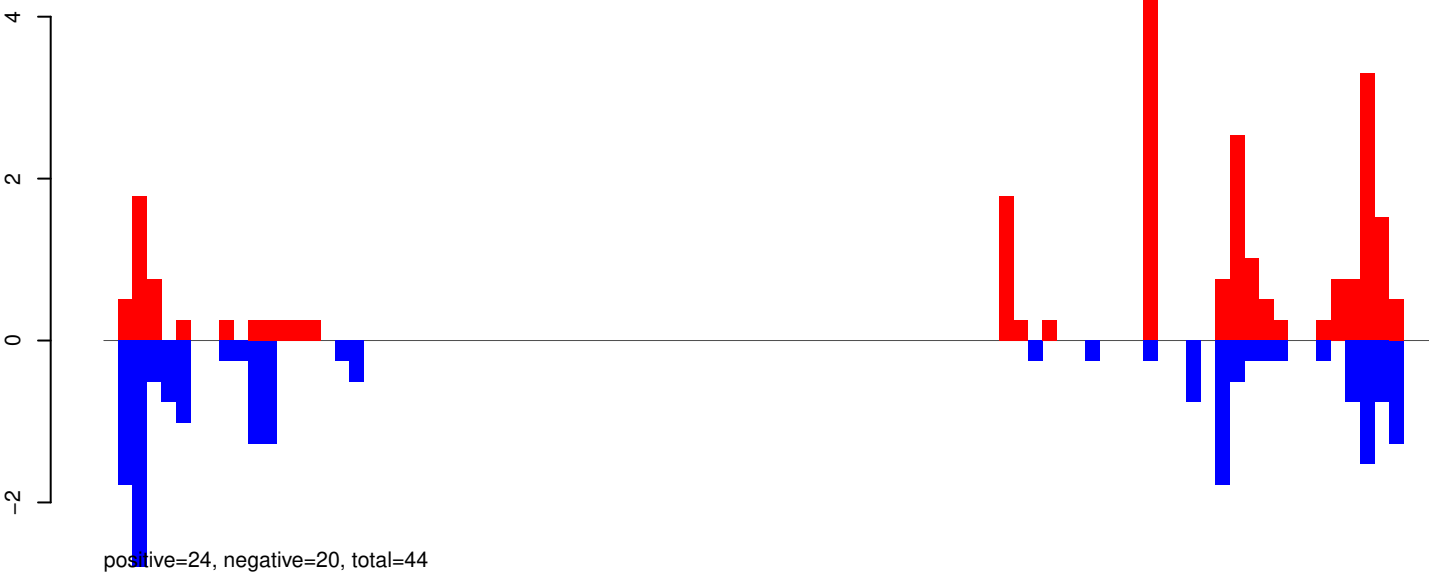 4
2
0
−2
positive=24, negative=20, total=44